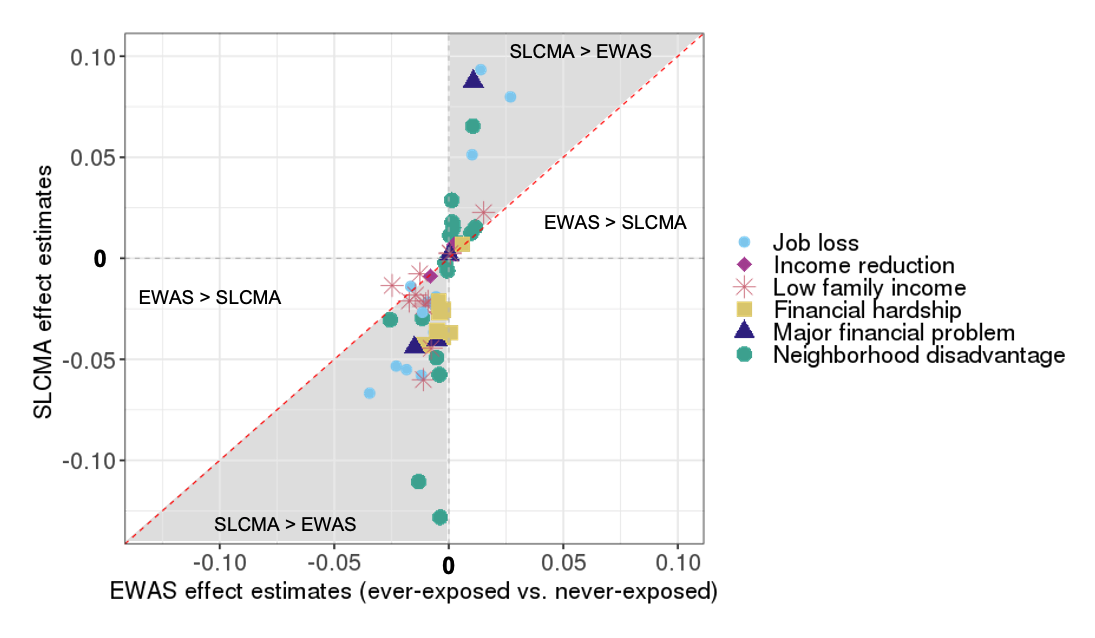 SLCMA > EWAS
0.10
0.05
EWAS > SLCMA
0
EWAS > SLCMA
-0.05
-0.10
SLCMA > EWAS
SLCMA effect estimates
-0.10 -0.05 0 0.05 0.10
EWAS effect estimates (ever-exposed vs. never-exposed)
Job loss
Income reduction
Low family income
Financial hardship
Major financial problem
Neighborhood disadvantage